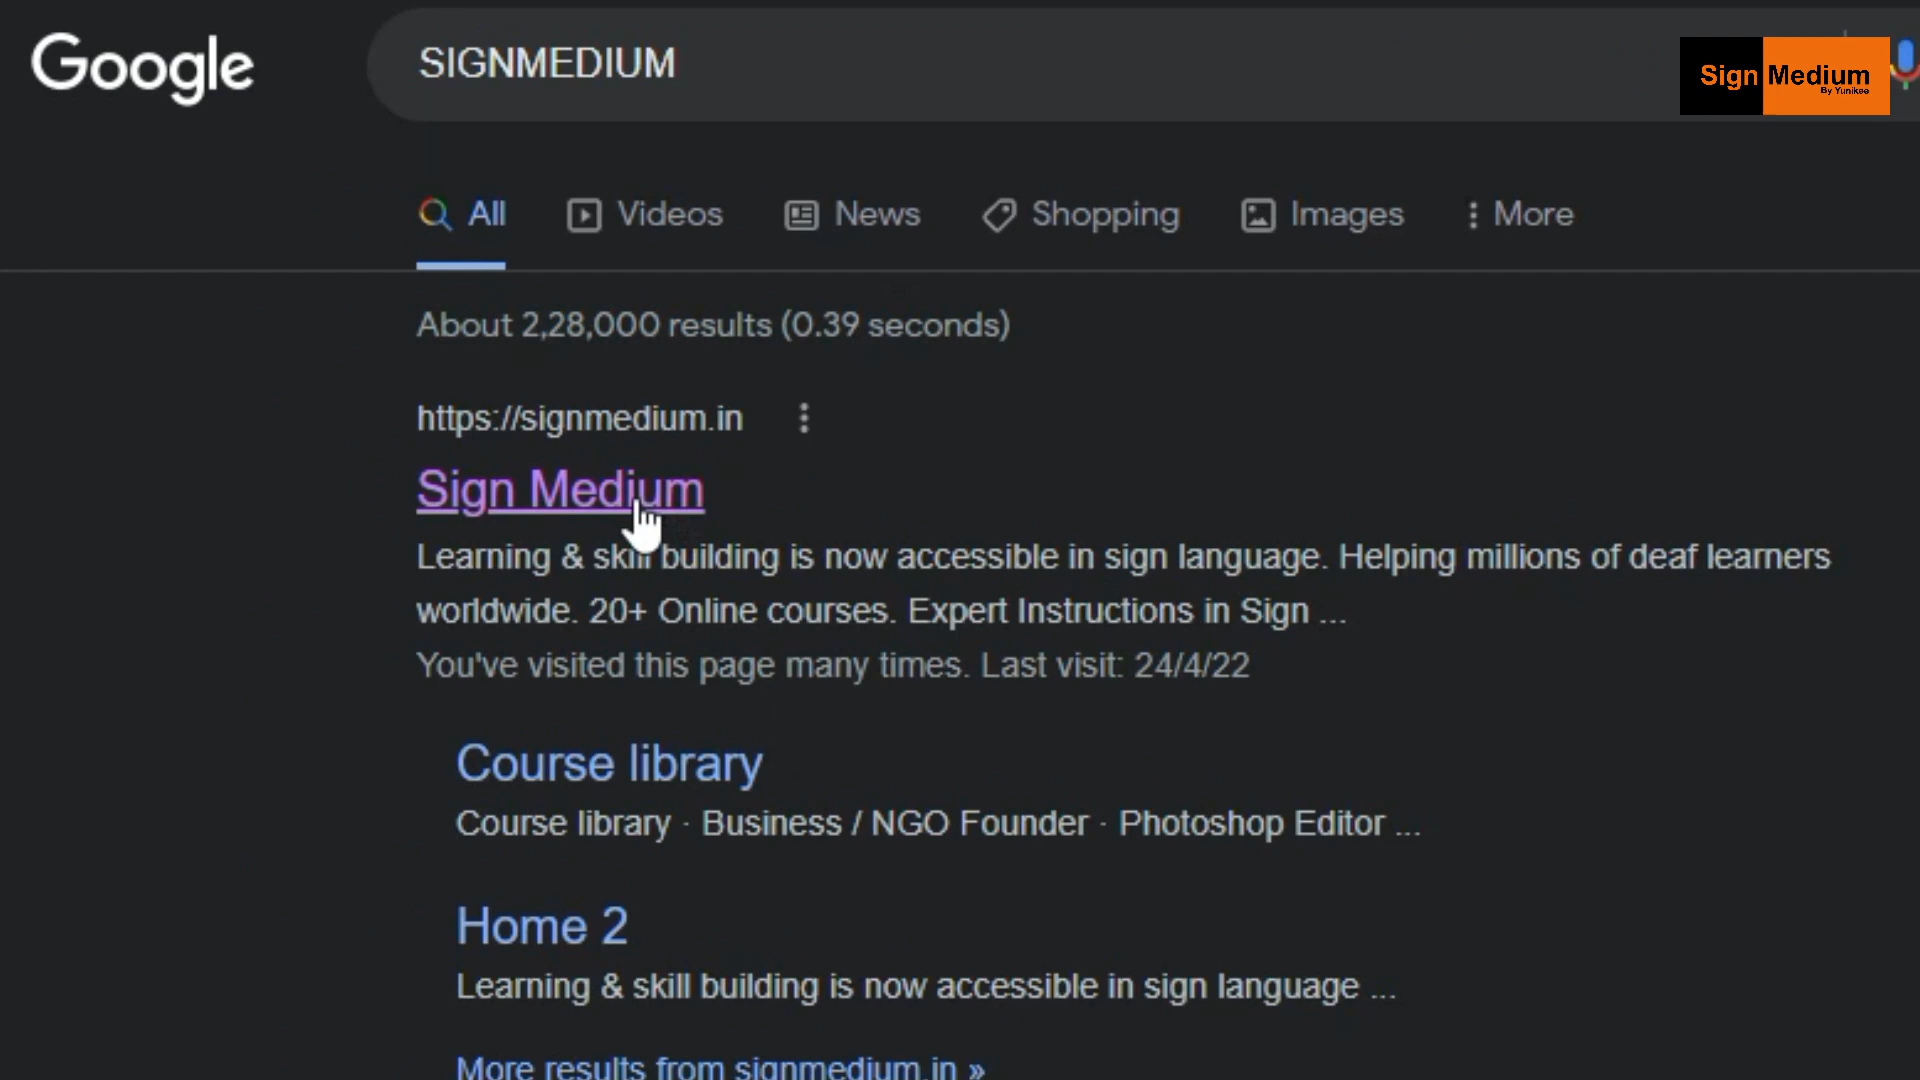 Google
SIGNMEDIUM
Sign Medium
By Yunikee
All Videos News Shopping Images More
About 2,28,000 results (0.39 seconds)
https://signmedium.in
Sign Medium
Learning & skill building is now accessible in sign language. Helping millions of deaf learners
worldwide. 20+ Online courses. Expert Instructions in Sign ...
You've visited this page many times. Last visit: 24/4/22
Course library
Course library · Business / NGO Founder · Photoshop Editor ...
Home 2
Learning & skill building is now accessible in sign language ...
More results from signmedium.in »